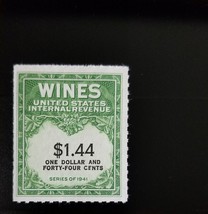 WINES
UNITED STATES
INTERNAL REVENUE
$1.44
ONE DOLLAR AND
FORTY-FOUR CENTS
SERIES OF 1941